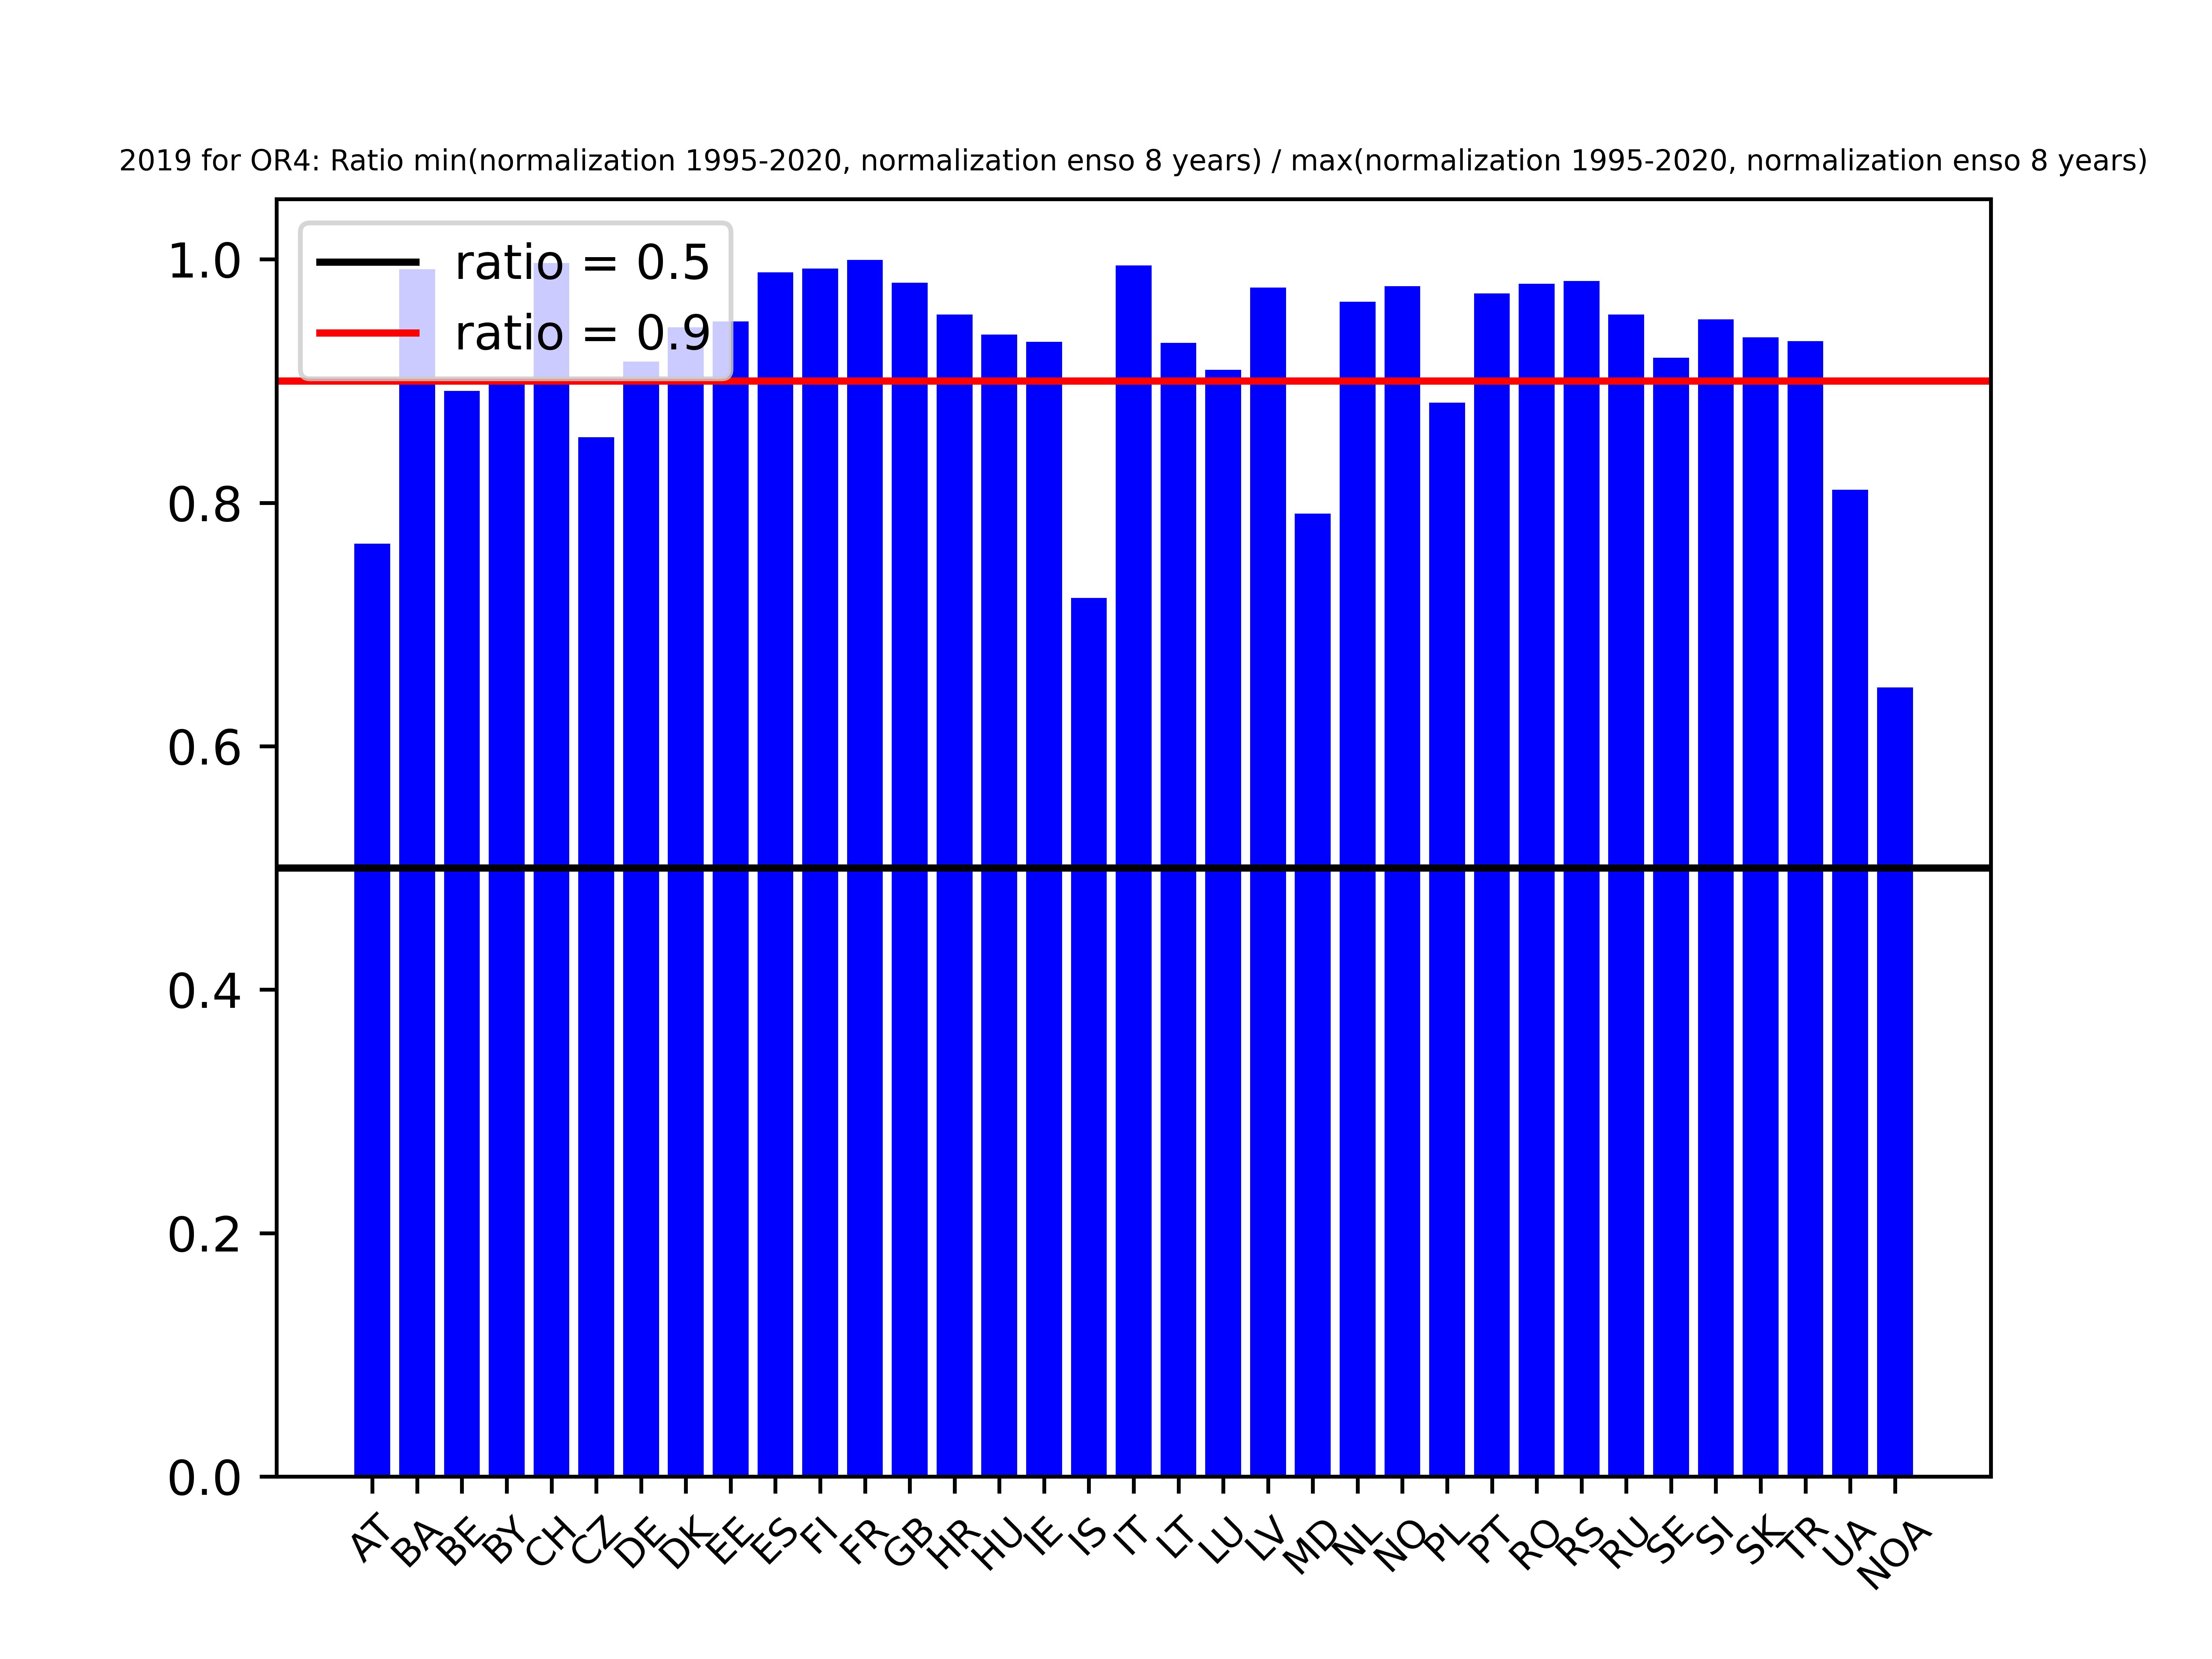 2019 for OR4: Ratio min(normalization 1995-2020, normalization enso 8 years) / max(normalization 1995-2020, normalization enso 8 years)
ratio = 0.5
ratio = 0.9
1.0
0.8
0.6
0.4
0.2
0.0
AT BA BE BY CH CZ DE DK EE ES FI FR GB HR HU IE IS IT LT LU LV MD NL NO PL PT RO RS RU SE SI SK TR UA NOA